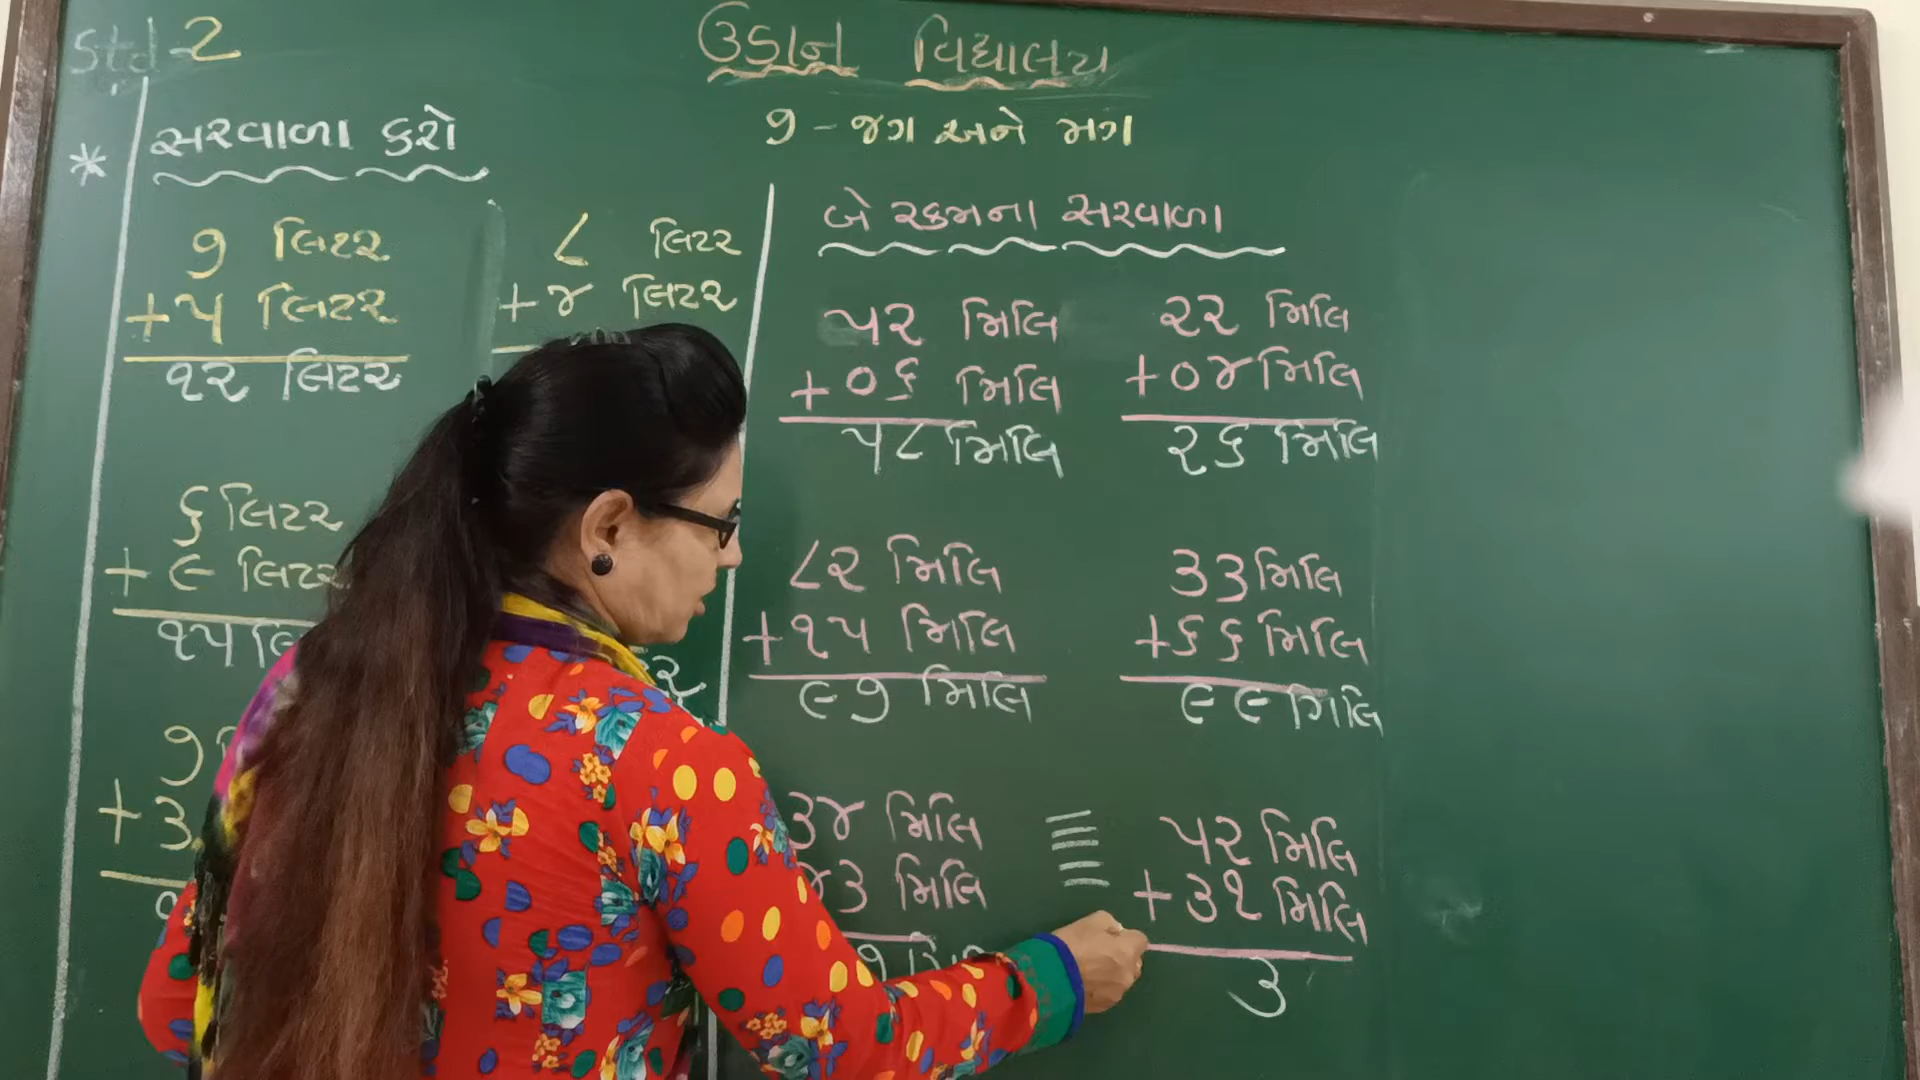 Std-2
ઉડાન વિદ્યાલય
૭ - જગ અને મગ
* સરવાળા કરો
૭ લિટર
+૫ લિટર
૧૨ લિટર
૮ લિટર
+૪ લિટર
૬ લિટર
+ ૯ લિટર
૧૫ લિ
૭
+ ૩
બે રકમના સરવાળા
૫૨ મિલિ
+૦૬ મિલિ
૫૮ મિલિ
૨૨ મિલિ
+૦૪ મિલિ
૨૬ મિલિ
૮૨ મિલિ
+૧૫ મિલિ
૯૭ મિલિ
૩૩ મિલિ
+૬૬ મિલિ
૯૯ મિલિ
૩૪ મિલિ
૪૩ મિલિ
૫૨ મિલિ
+૩૧ મિલિ
૩